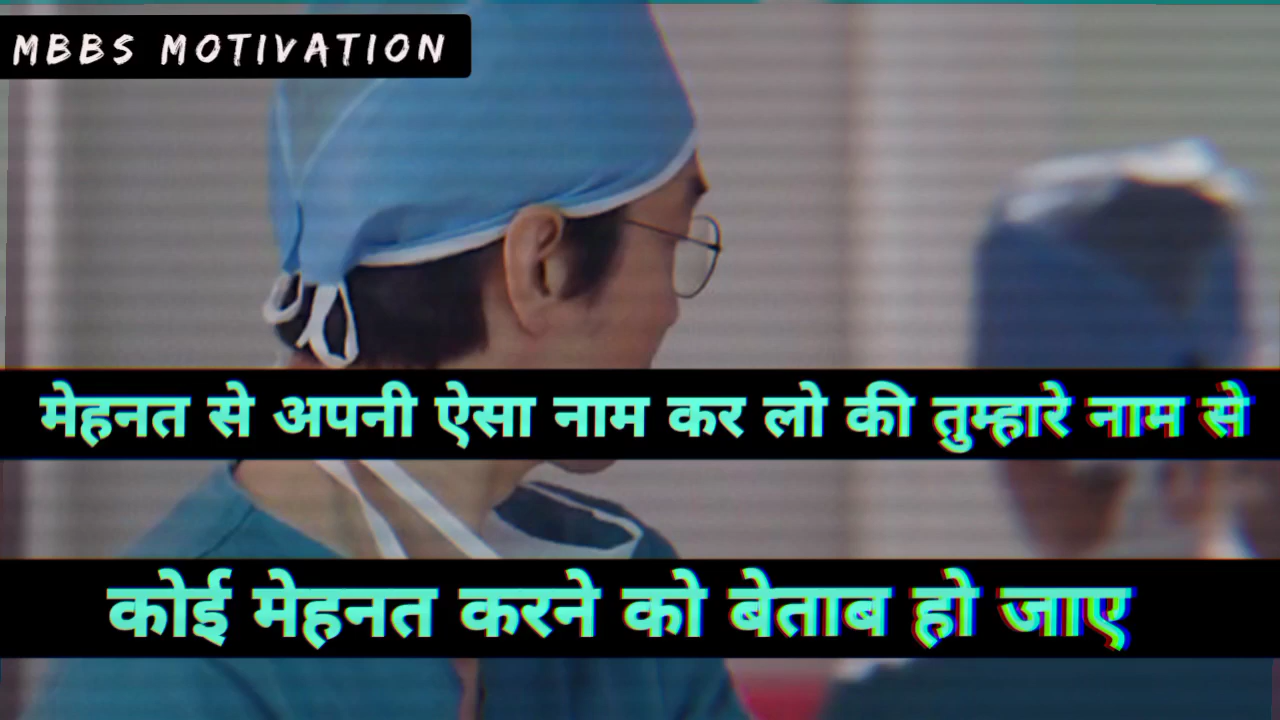 MBBS MOTIVATION
मेहनत से अपनी ऐसा नाम कर लो की तुम्हारे नाम से
कोई मेहनत करने को बेताब हो जाए